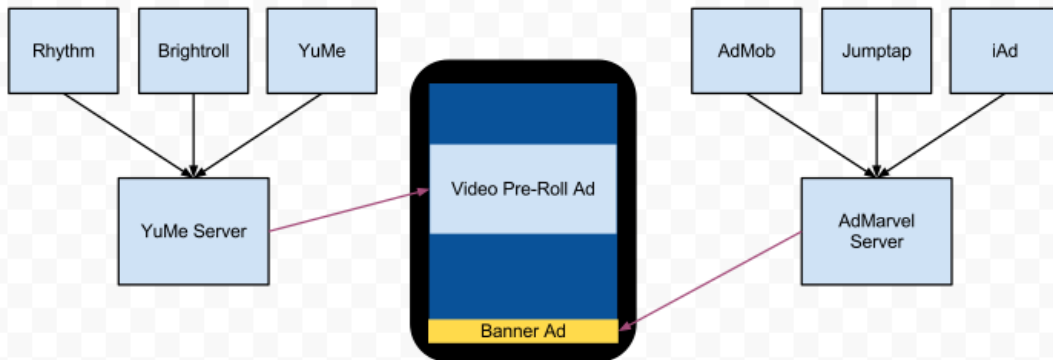 Rhythm
Brightroll
YuMe
AdMob
Jumptap
iAd
Video Pre-Roll Ad
YuMe Server
AdMarvel
Server
Banner Ad